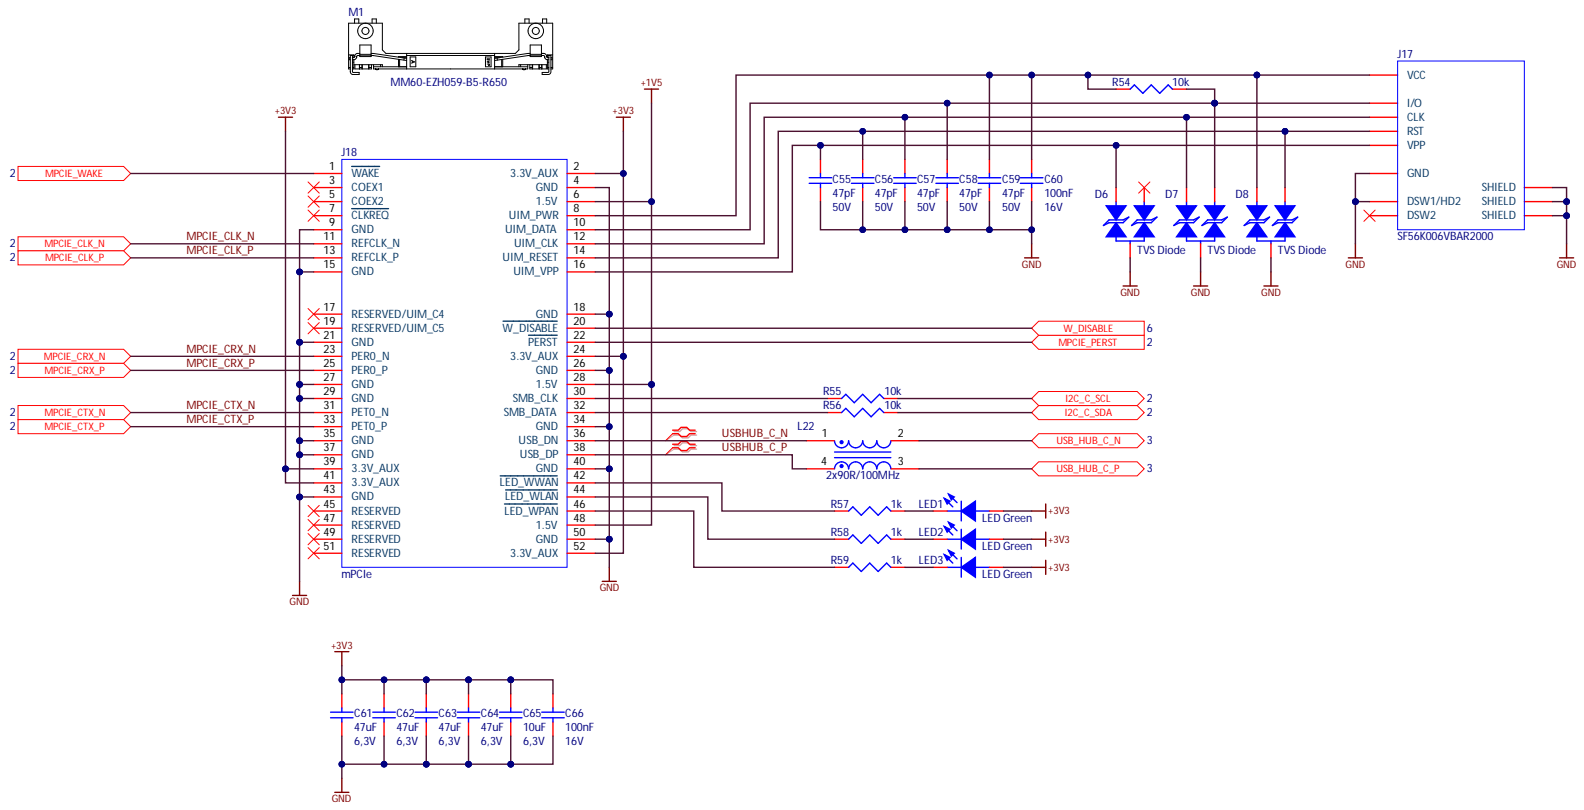 M1
MM60-EZH059-B5-R650
J17
VCC
I/O
CLK
RST
VPP
GND
DSW1/HD2
DSW2
SHIELD
SHIELD
SHIELD
SF56K006VBAR2000
GND
GND
R54 10k
+3V3
+3V3
+1V5
J18
2 MPCIE_WAKE
2 MPCIE_CLK_N MPCIE_CLK_N
2 MPCIE_CLK_P MPCIE_CLK_P
2 MPCIE_CRX_N MPCIE_CRX_N
2 MPCIE_CRX_P MPCIE_CRX_P
2 MPCIE_CTX_N MPCIE_CTX_N
2 MPCIE_CTX_P MPCIE_CTX_P
1 WAKE 3.3V_AUX 2
3 COEX1 GND 4
5 COEX2 1.5V 6
7 CLKREQ UIM_PWR 8
9 GND UIM_DATA 10
11 REFCLK_N UIM_CLK 12
13 REFCLK_P UIM_RESET 14
15 GND UIM_VPP 16
17 RESERVED/UIM_C4 GND 18
19 RESERVED/UIM_C5 W_DISABLE 20
21 GND PERST 22
23 PER0_N 3.3V_AUX 24
25 PER0_P GND 26
27 GND 1.5V 28
29 GND SMB_CLK 30
31 PET0_N SMB_DATA 32
33 PET0_P GND 34
35 GND USB_DN 36
37 GND USB_DP 38
39 3.3V_AUX GND 40
41 3.3V_AUX LED_WWAN 42
43 GND LED_WLAN 44
45 RESERVED LED_WPAN 46
47 RESERVED 1.5V 48
49 RESERVED GND 50
51 RESERVED 3.3V_AUX 52
mPCIe
GND
GND
C55 C56 C57 C58 C59 C60
47pF 47pF 47pF 47pF 47pF 100nF
50V 50V 50V 50V 50V 16V
GND
D6 D7 D8
TVS Diode TVS Diode TVS Diode
GND GND GND
W_DISABLE 6
MPCIE_PERST 2
R55 10k I2C_C_SCL 2
R56 10k I2C_C_SDA 2
L22
USBHUB_C_N 1 2 USB_HUB_C_N 3
USBHUB_C_P 4 3 USB_HUB_C_P 3
2x90R/100MHz
R57 1k LED1 LED Green +3V3
R58 1k LED2 LED Green +3V3
R59 1k LED3 LED Green +3V3
+3V3
C61 C62 C63 C64 C65 C66
47uF 47uF 47uF 47uF 10uF 100nF
6,3V 6,3V 6,3V 6,3V 6,3V 16V
GND